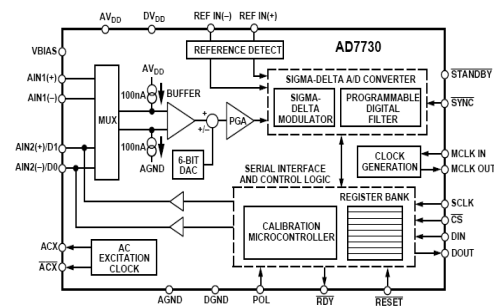 AVDD DVDD REF IN(–) REF IN(+)
AD7730
REFERENCE DETECT
VBIAS
AIN1(+)
AIN1(–)
AVDD
100nA
BUFFER
SIGMA-DELTA A/D CONVERTER
STANDBY
SIGMA-
DELTA
MODULATOR
PROGRAMMABLE
DIGITAL
FILTER
SYNC
MUX
+
+/–
PGA
AIN2(+)/D1
AIN2(–)/D0
100nA
AGND
6-BIT
DAC
SERIAL INTERFACE
AND CONTROL LOGIC
CLOCK
GENERATION
MCLK IN
MCLK OUT
REGISTER BANK
CALIBRATION
MICROCONTROLLER
SCLK
CS
DIN
DOUT
ACX
ACX
AC
EXCITATION
CLOCK
AGND DGND POL RDY RESET